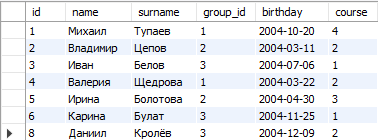 id name surname group_id birthday course
1 Михаил Тупаев 1 2004-10-20 4
2 Владимир Цепов 2 2004-03-11 2
3 Иван Белов 3 2004-07-06 1
4 Валерия Щедрова 1 2004-03-22 2
5 Ирина Болотова 2 2004-04-30 3
6 Карина Булат 3 2004-11-25 1
8 Даниил Кролёв 3 2004-12-09 2